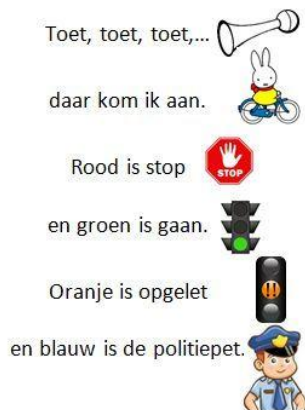 Toet, toet, toet,...
daar kom ik aan.
Rood is stop
STOP
en groen is gaan.
Oranje is opgelet
!!
en blauw is de politiepet.